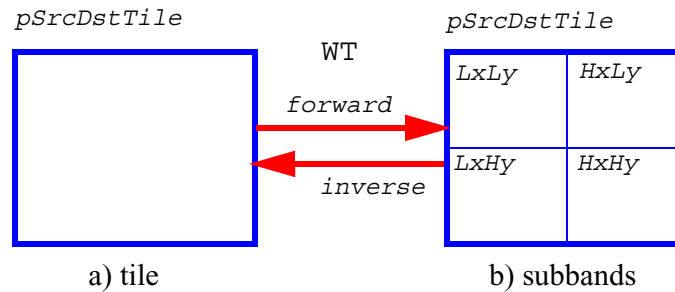 pSrcDstTile
pSrcDstTile
WT
LxLy
HxLy
forward
LxHy
HxHy
inverse
a) tile
b) subbands